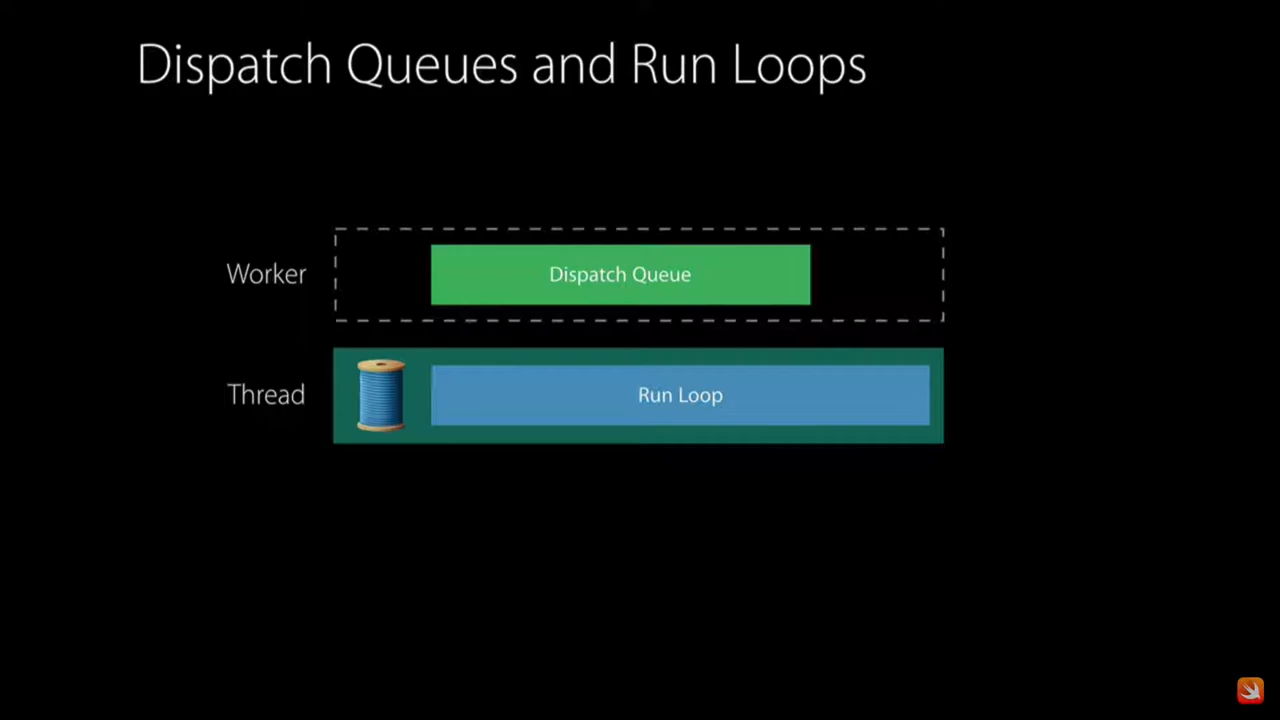 Dispatch Queues and Run Loops
Worker
Dispatch Queue
Thread
Run Loop